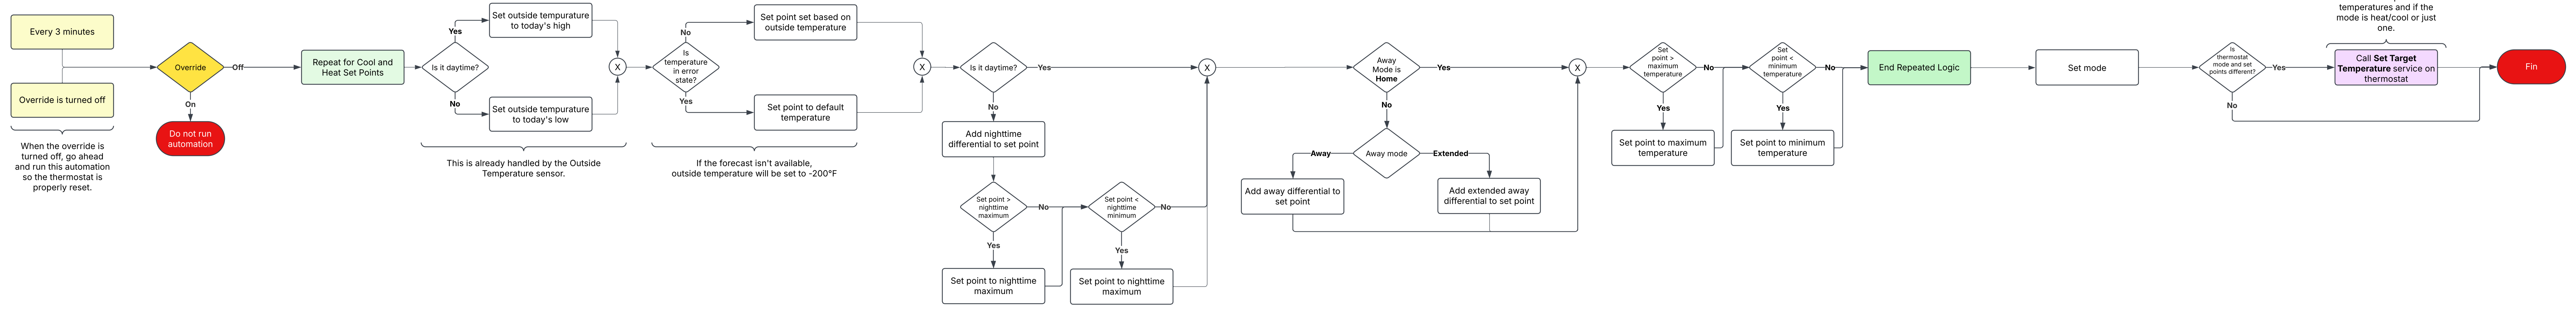 Every 3 minutes
Override is turned off
When the override is
turned off, go ahead
and run this automation
so the thermostat is
properly reset.
Override
Off
On
Do not run
automation
Repeat for Cool and
Heat Set Points
Is it daytime?
Yes
No
Set outside tempurature
to today's high
Set outside tempurature
to today's low
X
This is already handled by the Outside
Temperature sensor.
Is
temperature
in error
state?
No
Yes
Set point set based on
outside temperature
Set point to default
temperature
X
If the forecast isn't available,
outside temperature will be set to -200°F
Is it daytime?
Yes
No
Add nighttime
differential to set point
Set point >
nighttime
maximum
No
Yes
Set point to nighttime
maximum
Set point <
nighttime
minimum
No
Yes
Set point to nighttime
maximum
X
Away
Mode is
Home
Yes
No
Away mode
Away
Extended
Add away differential to
set point
Add extended away
differential to set point
X
Set
point >
maximum
temperature
No
Yes
Set point to maximum
temperature
Set
point <
minimum
temperature
No
Yes
Set point to minimum
temperature
End Repeated Logic
Set mode
Is
thermostat
mode and set
points different?
Yes
No
temperatures and if the
mode is heat/cool or just
one.
Call Set Target
Temperature service on
thermostat
Fin